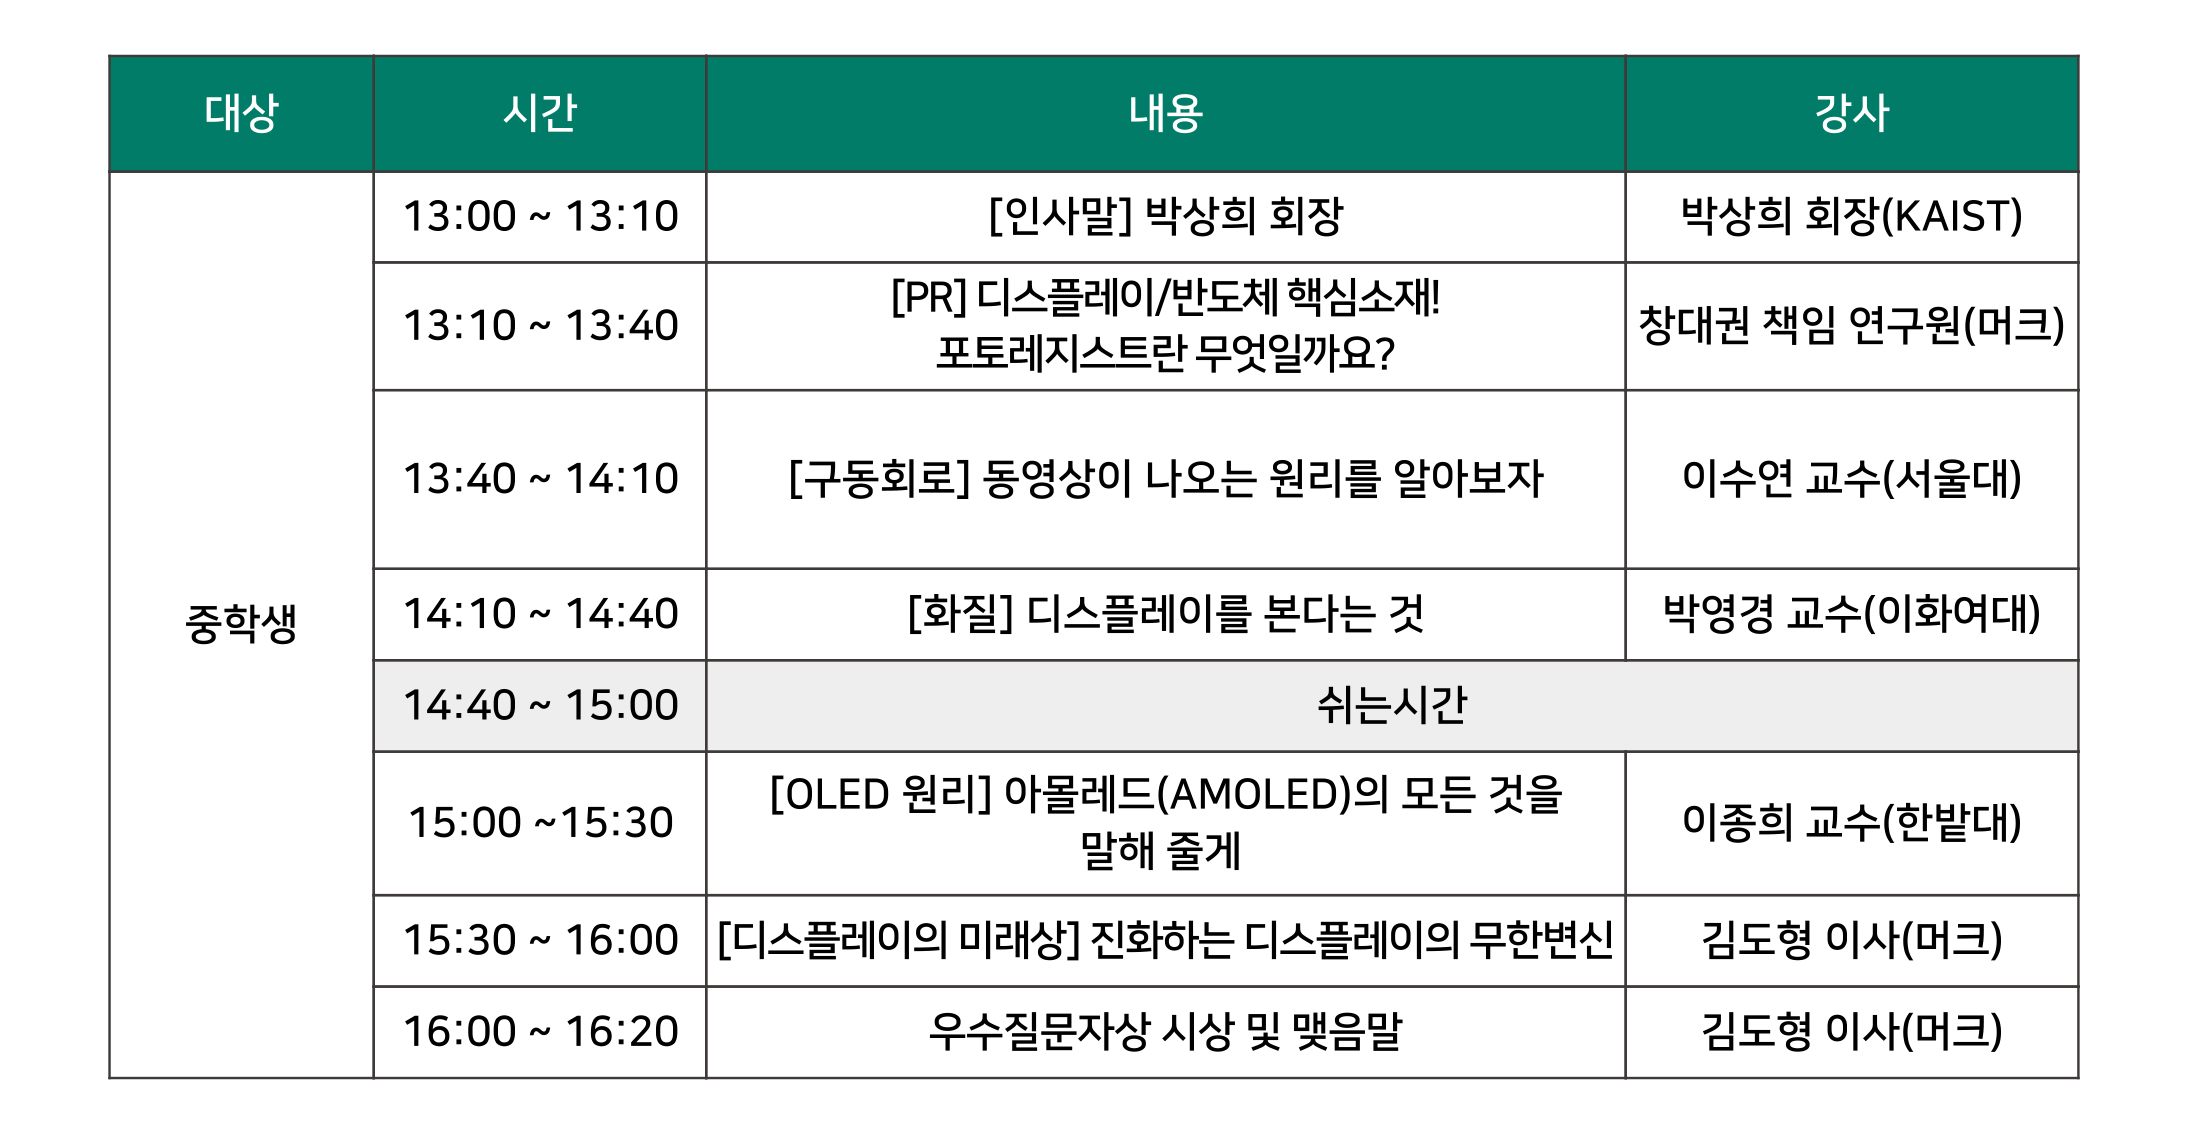 대상 시간 내용 강사
중학생
13:00 ~ 13:10 [인사말] 박상희 회장 박상희 회장(KAIST)
13:10 ~ 13:40 [PR] 디스플레이/반도체 핵심소재!
포토레지스트란 무엇일까요? 창대권 책임 연구원(머크)
13:40 ~ 14:10 [구동회로] 동영상이 나오는 원리를 알아보자 이수연 교수(서울대)
14:10 ~ 14:40 [화질] 디스플레이를 본다는 것 박영경 교수(이화여대)
14:40 ~ 15:00 쉬는시간
15:00 ~15:30 [OLED 원리] 아몰레드(AMOLED)의 모든 것을
말해 줄게 이종희 교수(한밭대)
15:30 ~ 16:00 [디스플레이의 미래상] 진화하는 디스플레이의 무한변신 김도형 이사(머크)
16:00 ~ 16:20 우수질문자상 시상 및 맺음말 김도형 이사(머크)